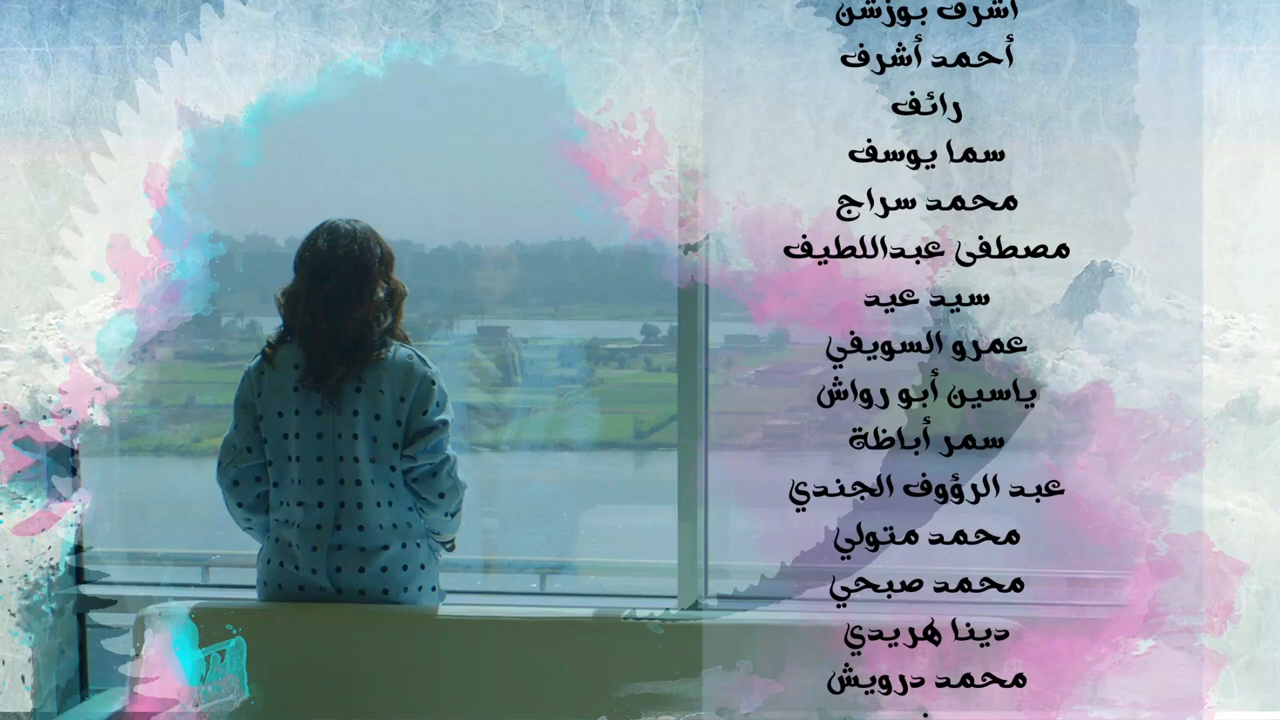 أشرف بوزشن
أحمد أشرف
رائف
سما يوسف
محمد سراج
مصطفى عبداللطيف
سيد عيد
عمرو السويفي
ياسين أبو رواش
سمر أباظة
عبد الرؤوف الجندي
محمد متولي
محمد صبحي
دينا هريدي
محمد درويش